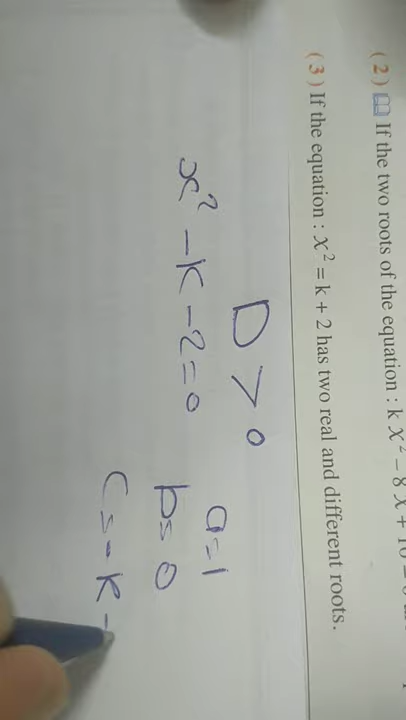 (2) If the two roots of the equation : k X² – 8 X + 16 =
(3) If the equation : X² = k + 2 has two real and different roots.
D > 0
x² - k - 2 = 0
a = 1
b = 0
C = - k -